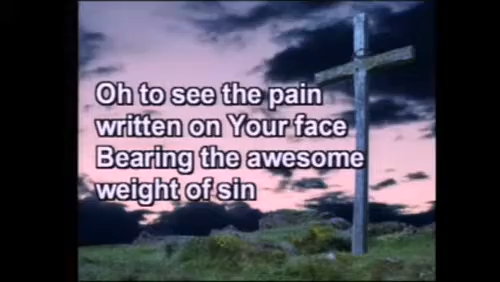 Oh to see the pain
written on Your face
Bearing the awesome
weight of sin